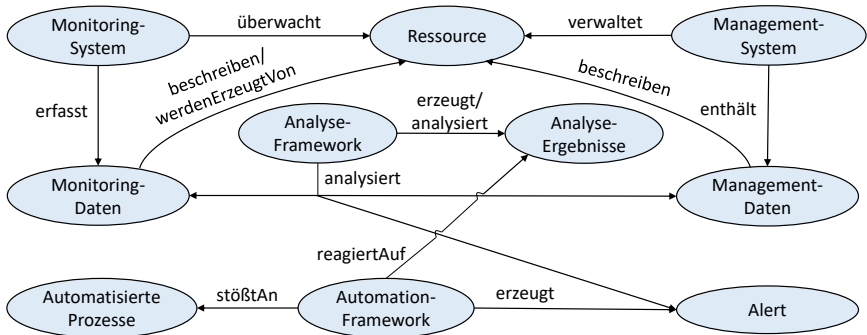 Monitoring-
System
überwacht
Ressource
verwaltet
Management-
System
erfasst
beschreiben/
werdenErzeugtVon
beschreiben
enthält
Analyse-
Framework
erzeugt/
analysiert
Analyse-
Ergebnisse
Monitoring-
Daten
analysiert
Management-
Daten
reagiertAuf
Automatisierte
Prozesse
stößtAn
Automation-
Framework
erzeugt
Alert